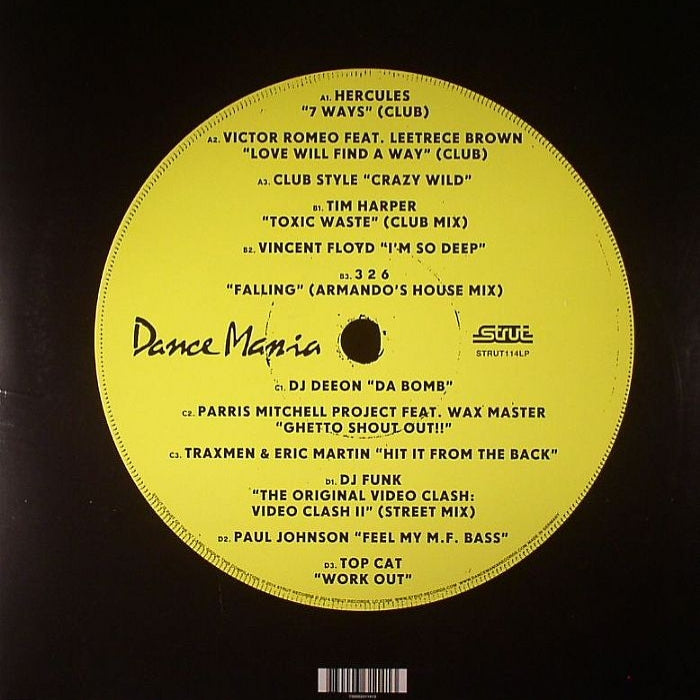 A1. HERCULES
"7 WAYS" (CLUB)
A2. VICTOR ROMEO FEAT. LEETRECE BROWN
"LOVE WILL FIND A WAY" (CLUB)
A3. CLUB STYLE "CRAZY WILD"
B1. TIM HARPER
"TOXIC WASTE" (CLUB MIX)
B2. VINCENT FLOYD "I'M SO DEEP"
B3. 3 2 6
"FALLING" (ARMANDO'S HOUSE MIX)
Dance Mania
Strut
STRUT114LP
C1. DJ DEEON "DA BOMB"
C2. PARRIS MITCHELL PROJECT FEAT. WAX MASTER
"GHETTO SHOUT OUT!!"
C3. TRAXMEN & ERIC MARTIN "HIT IT FROM THE BACK"
D1. DJ FUNK
"THE ORIGINAL VIDEO CLASH:
VIDEO CLASH II" (STREET MIX)
D2. PAUL JOHNSON "FEEL MY M.F. BASS"
D3. TOP CAT
"WORK OUT"